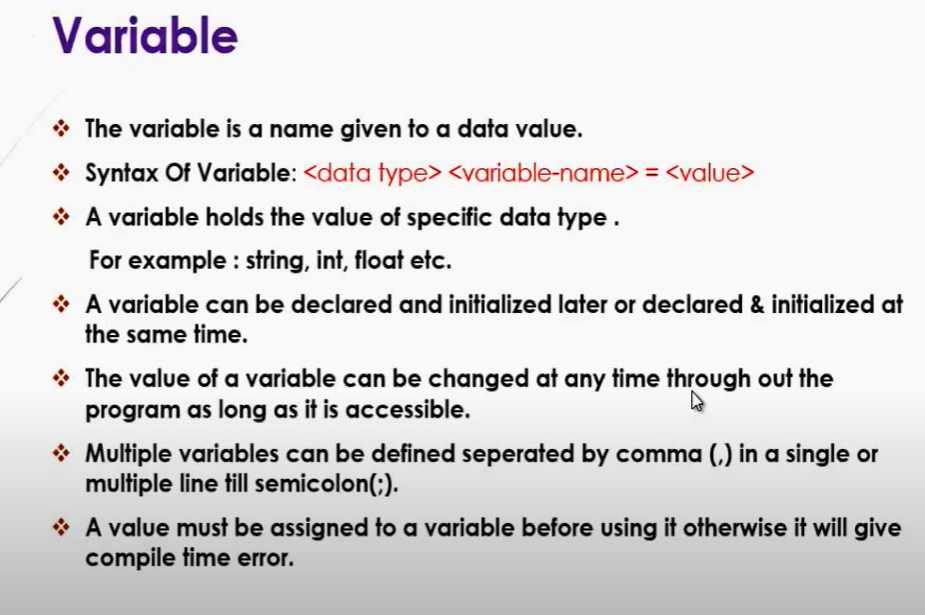 Variable
The variable is a name given to a data value.
Syntax Of Variable: <data type> <variable-name> = <value>
A variable holds the value of specific data type .
For example : string, int, float etc.
A variable can be declared and initialized later or declared & initialized at
the same time.
The value of a variable can be changed at any time through out the
program as long as it is accessible.
Multiple variables can be defined seperated by comma (,) in a single or
multiple line till semicolon(;).
A value must be assigned to a variable before using it otherwise it will give
compile time error.